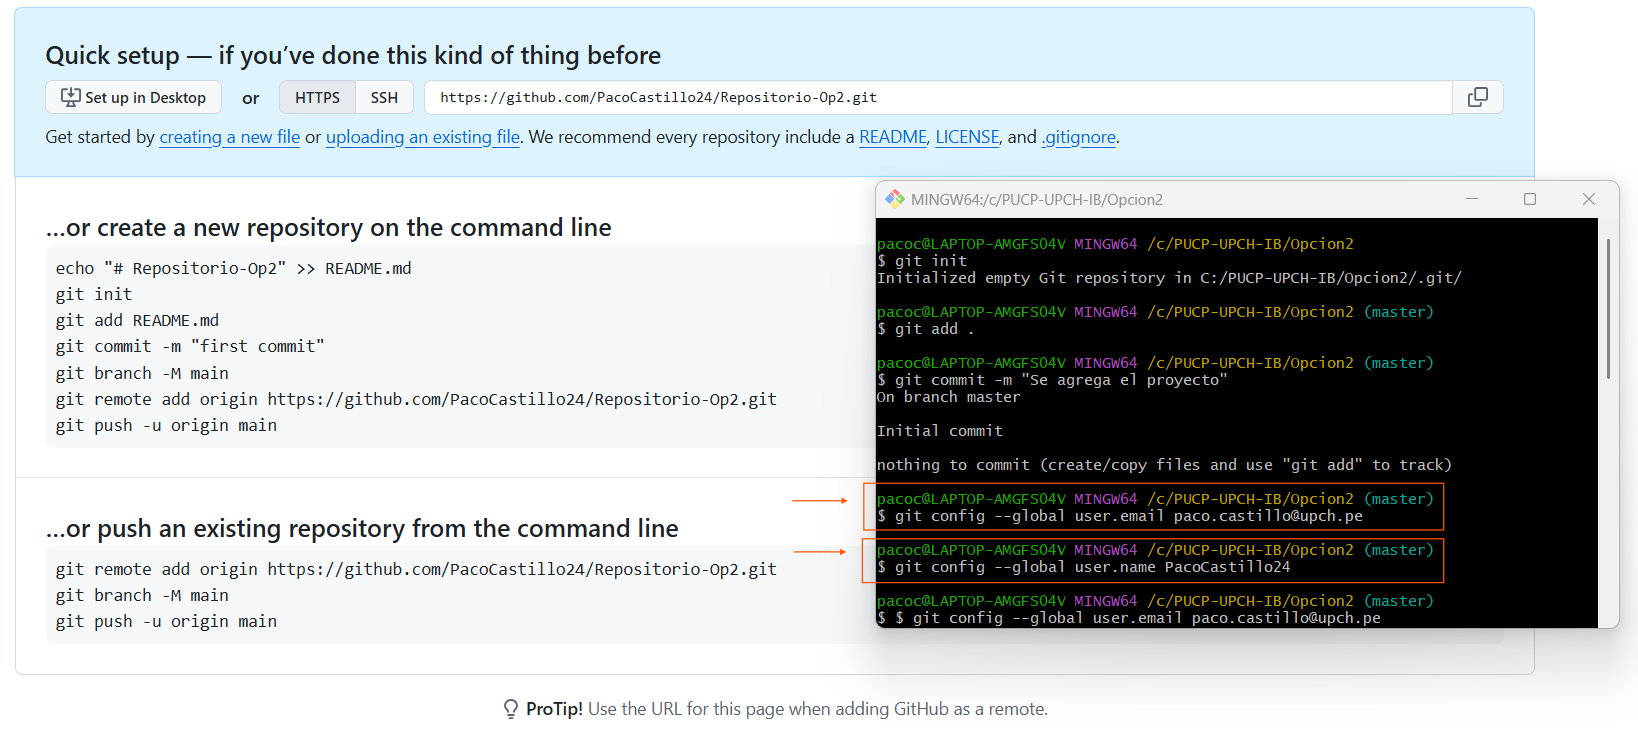 Quick setup — if you’ve done this kind of thing before
Set up in Desktop or HTTPS SSH https://github.com/PacoCastillo24/Repositorio-Op2.git
Get started by creating a new file or uploading an existing file. We recommend every repository include a README, LICENSE, and .gitignore.
…or create a new repository on the command line
echo "# Repositorio-Op2" >> README.md
git init
git add README.md
git commit -m "first commit"
git branch -M main
git remote add origin https://github.com/PacoCastillo24/Repositorio-Op2.git
git push -u origin main
…or push an existing repository from the command line
git remote add origin https://github.com/PacoCastillo24/Repositorio-Op2.git
git branch -M main
git push -u origin main
MINGW64:/c/PUCP-UPCH-IB/Opcion2
pacoc@LAPTOP-AMGFSO4V MINGW64 /c/PUCP-UPCH-IB/Opcion2
$ git init
Initialized empty Git repository in C:/PUCP-UPCH-IB/Opcion2/.git/
pacoc@LAPTOP-AMGFSO4V MINGW64 /c/PUCP-UPCH-IB/Opcion2 (master)
$ git add .
pacoc@LAPTOP-AMGFSO4V MINGW64 /c/PUCP-UPCH-IB/Opcion2 (master)
$ git commit -m "Se agrega el proyecto"
On branch master
Initial commit
nothing to commit (create/copy files and use "git add" to track)
pacoc@LAPTOP-AMGFSO4V MINGW64 /c/PUCP-UPCH-IB/Opcion2 (master)
$ git config --global user.email paco.castillo@upch.pe
pacoc@LAPTOP-AMGFSO4V MINGW64 /c/PUCP-UPCH-IB/Opcion2 (master)
$ git config --global user.name PacoCastillo24
pacoc@LAPTOP-AMGFSO4V MINGW64 /c/PUCP-UPCH-IB/Opcion2 (master)
$ $ git config --global user.email paco.castillo@upch.pe
ProTip! Use the URL for this page when adding GitHub as a remote.